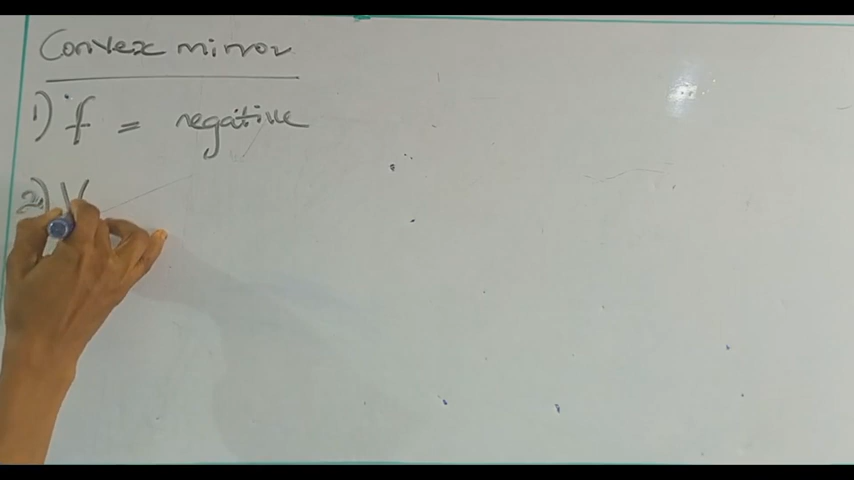 Convex mirror
1) f = negative
2) V